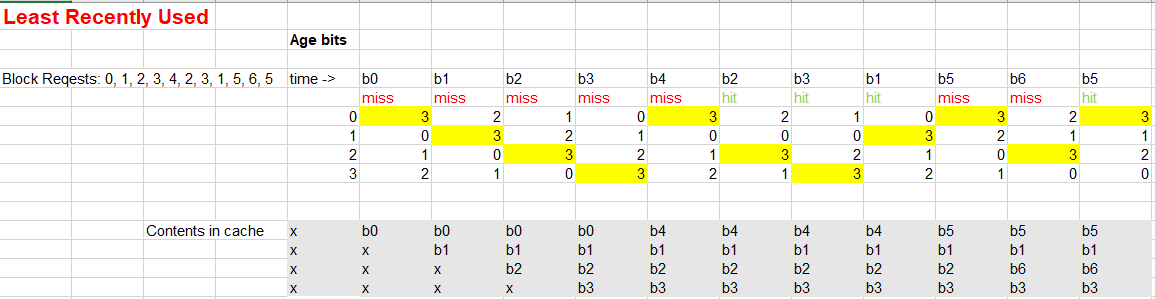 Least Recently Used
Age bits
Block Reqests: 0, 1, 2, 3, 4, 2, 3, 1, 5, 6, 5 time -> b0 b1 b2 b3 b4 b2 b3 b1 b5 b6 b5
miss miss miss miss miss hit hit hit miss miss hit
0 3 2 1 0 3 2 1 0 3 2 3
1 0 3 2 1 0 0 0 3 2 1 1
2 1 0 3 2 1 3 2 1 0 3 2
3 2 1 0 3 2 1 3 2 1 0 0
Contents in cache x b0 b0 b0 b0 b4 b4 b4 b4 b5 b5 b5
x x b1 b1 b1 b1 b1 b1 b1 b1 b1 b1
x x x b2 b2 b2 b2 b2 b2 b2 b6 b6
x x x x b3 b3 b3 b3 b3 b3 b3 b3